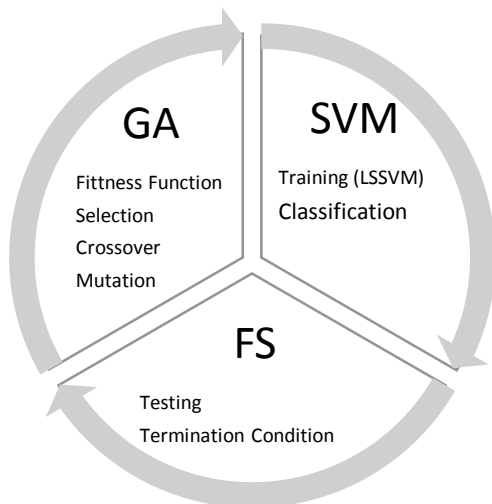 GA
Fittness Function
Selection
Crossover
Mutation
SVM
Training (LSSVM)
Classification
FS
Testing
Termination Condition